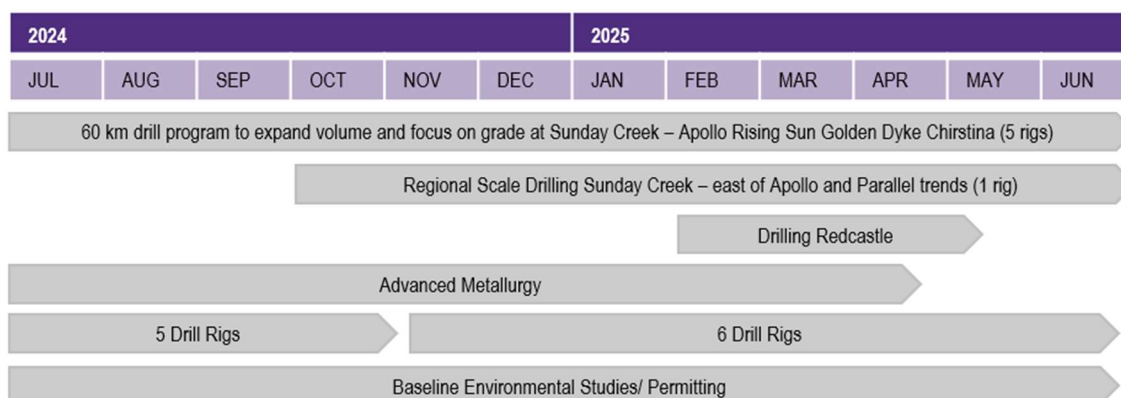 2024 2025
JUL AUG SEP OCT NOV DEC JAN FEB MAR APR MAY JUN
60 km drill program to expand volume and focus on grade at Sunday Creek – Apollo Rising Sun Golden Dyke Chirstina (5 rigs)
Regional Scale Drilling Sunday Creek – east of Apollo and Parallel trends (1 rig)
Drilling Redcastle
Advanced Metallurgy
5 Drill Rigs 6 Drill Rigs
Baseline Environmental Studies/ Permitting